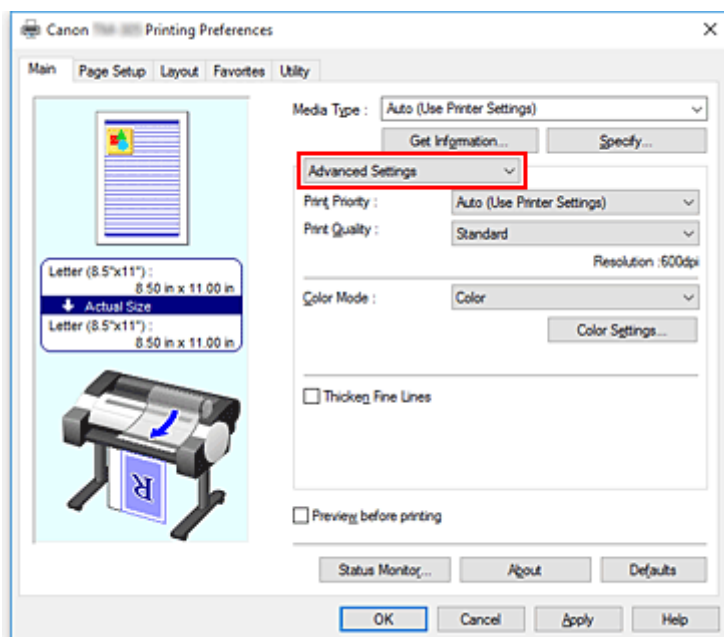 Canon Printing Preferences
Main Page Setup Layout Favorites Utility
Media Type : Auto (Use Printer Settings)
Get Information... Specify...
Advanced Settings
Print Priority : Auto (Use Printer Settings)
Print Quality : Standard
Resolution :600dpi
Letter (8.5"x11") :
8.50 in x 11.00 in
Actual Size
Letter (8.5"x11") :
8.50 in x 11.00 in
Color Mode : Color
Color Settings...
Thicken Fine Lines
R
Preview before printing
Status Monitor... About Defaults
OK Cancel Apply Help